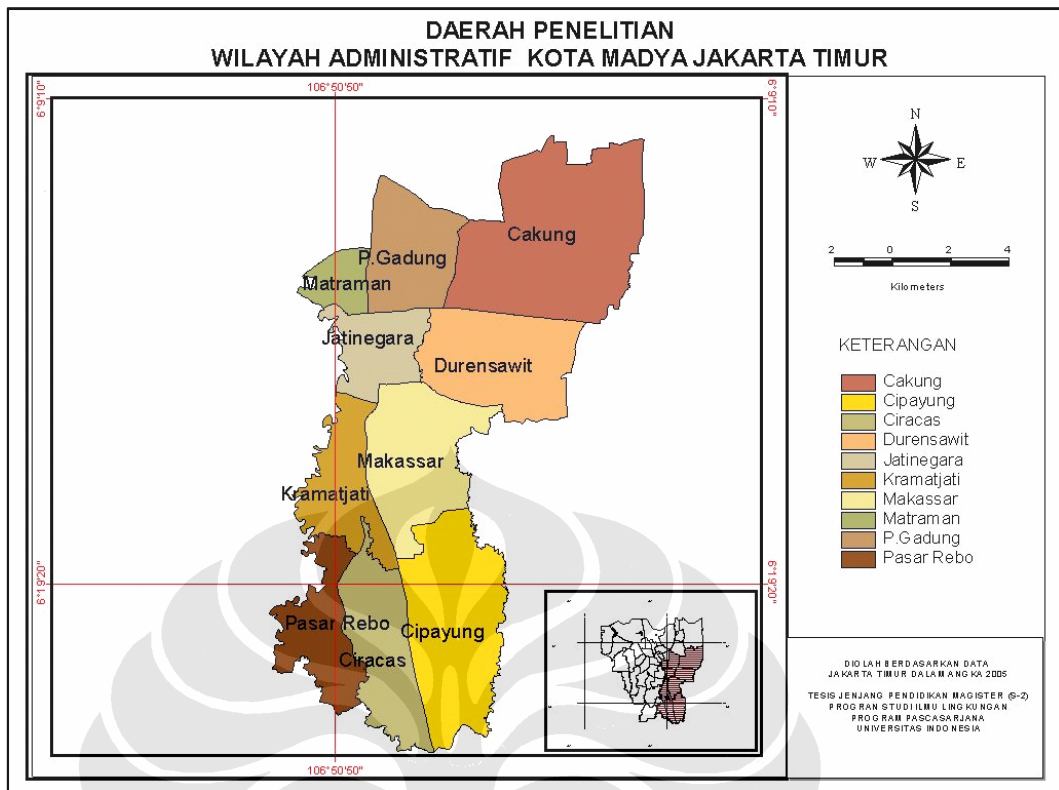 DAERAH PENELITIAN
WILAYAH ADMINISTRATIF KOTA MADYA JAKARTA TIMUR
106°50'50"
6°9'10"
6°9'10"
N
W
E
S
Cakung
P.Gadung
Matraman
2 0 2 4
Kilometers
Jatinegara
Durensawit
KETERANGAN
Cakung
Cipayung
Ciracas
Durensawit
Jatinegara
Kramatjati
Makassar
Matraman
P.Gadung
Pasar Rebo
Makassar
Kramatjati
6°19'20"
6°19'20"
Pasar Rebo
Cipayung
Ciracas
DIOLAH BERDASARKAN DATA
JAKARTA TIMUR DALAM ANGKA 2005
TESIS JENJANG PENDIDIKAN MAGISTER (S-2)
PROGRAN STUDI ILMU LINGKUNGAN
PROGRAM PASCASARJANA
UNIVERSITAS INDONESIA
106°50'50"